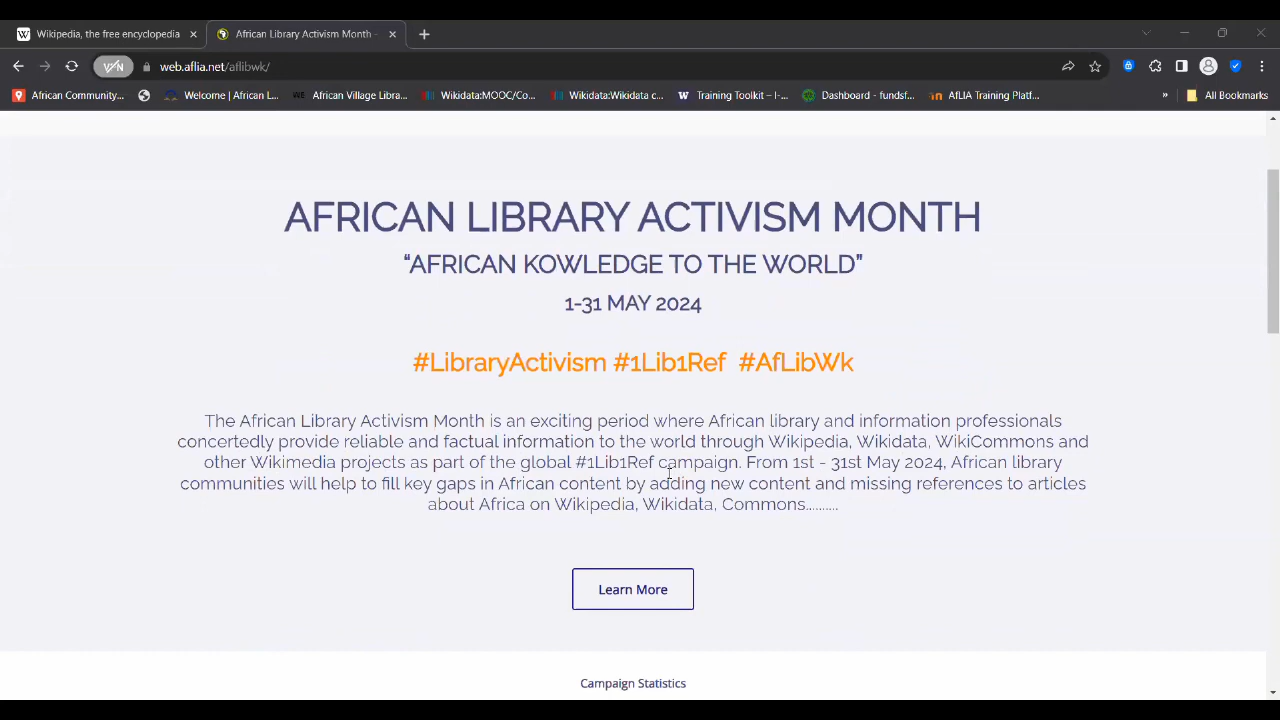 Wikipedia, the free encyclopedia
African Library Activism Month -
web.aflia.net/aflibwk/
African Community...
Welcome | African L...
African Village Libra...
Wikidata:MOOC/Co...
Wikidata:Wikidata c...
Training Toolkit – I-...
Dashboard - fundsf...
AfLIA Training Platf...
» All Bookmarks
AFRICAN LIBRARY ACTIVISM MONTH
“AFRICAN KOWLEDGE TO THE WORLD”
1-31 MAY 2024
#LibraryActivism #1Lib1Ref #AfLibWk
The African Library Activism Month is an exciting period where African library and information professionals
concertedly provide reliable and factual information to the world through Wikipedia, Wikidata, WikiCommons and
other Wikimedia projects as part of the global #1Lib1Ref campaign. From 1st - 31st May 2024, African library
communities will help to fill key gaps in African content by adding new content and missing references to articles
about Africa on Wikipedia, Wikidata, Commons..........
Learn More
Campaign Statistics